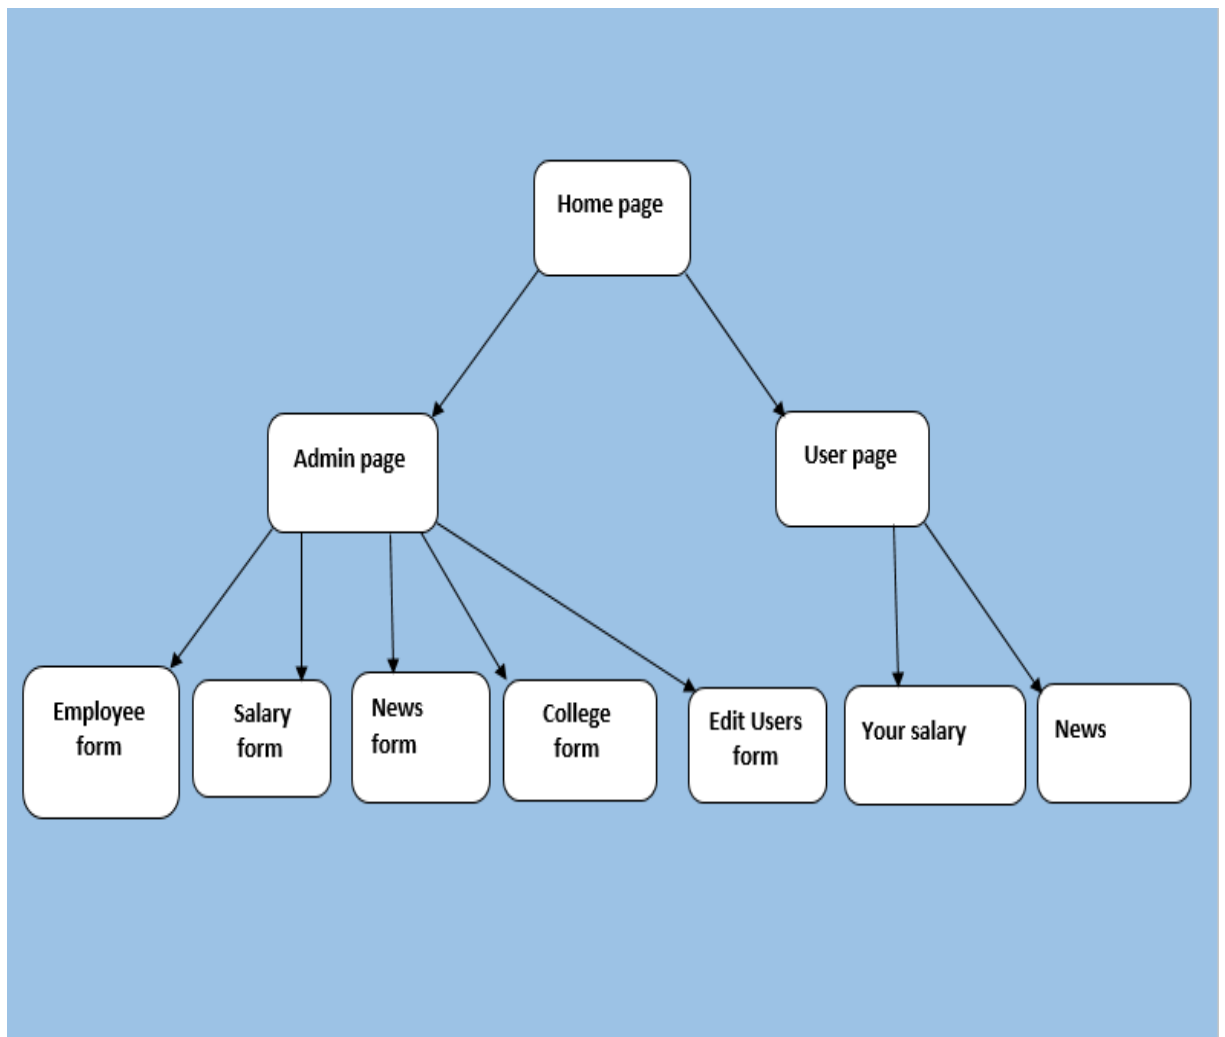 Home page
Admin page
User page
Employee
form
Salary
form
News
form
College
form
Edit Users
form
Your salary
News